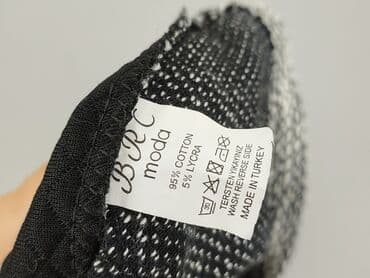 BRC
moda
95% COTTON
5% LYCRA
TERSTEN YIKAYINIZ
WASH REVERSE SIDE
MADE IN TURKEY